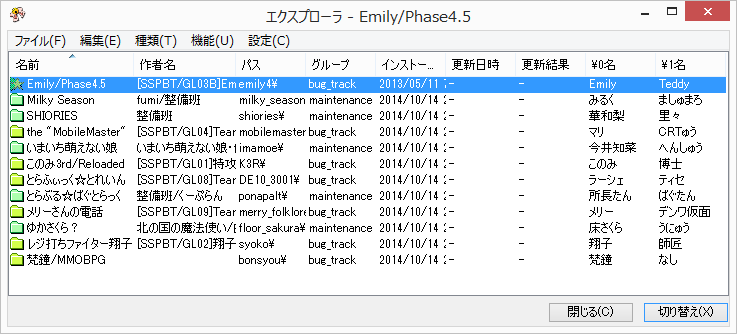 エクスプローラ - Emily/Phase4.5
ファイル(F) 編集(E) 種類(T) 機能(U) 設定(C)
名前 作者名 パス グループ インストー... 更新日時 更新結果 \0名 \1名
Emily/Phase4.5 [SSPBT/GL03B]Em emily4\ bug_track 2013/05/11 - - Emily Teddy
Milky Season fumi/整備班 milky_season maintenance 2014/10/14 2 - - みるく ましゅまろ
SHIORIES 整備班 shiories\ maintenance 2014/10/14 2 - - 華和梨 里々
the "MobileMaster" [SSPBT/GL04]Tear mobilemaster bug_track 2014/10/14 2 - - マリ CRTゅう
いまいち萌えない娘 いまいち萌えない娘・ imamoe\ maintenance 2014/10/14 2 - - 今井知菜 へんしゅう
このみ3rd/Reloaded [SSPBT/GL01]特攻 K3R\ bug_track 2014/10/14 2 - - このみ 博士
とらふぃっく☆とれいん [SSPBT/GL08]Tear DE10_3001\ bug_track 2014/10/14 2 - - ラーシェ ティセ
とらぶる☆ばぐとらっく 整備班/くーぷらん ponapalt\ maintenance 2014/10/14 2 - - 所長たん ばぐたん
メリーさんの電話 [SSPBT/GL09]Tear merry_folklore bug_track 2014/10/14 2 - - メリー デンワ仮面
ゆかさくら? 北の国の魔法使い/ floor_sakura\ maintenance 2014/10/14 2 - - 床さくら うにゅう
レジ打ちファイター翔子 [SSPBT/GL02]翔子 syoko\ bug_track 2014/10/14 2 - - 翔子 師匠
梵鐘/MMOBPG bonsyou\ bug_track 2014/10/14 2 - - 梵鐘 なし
閉じる(C) 切り替え(X)